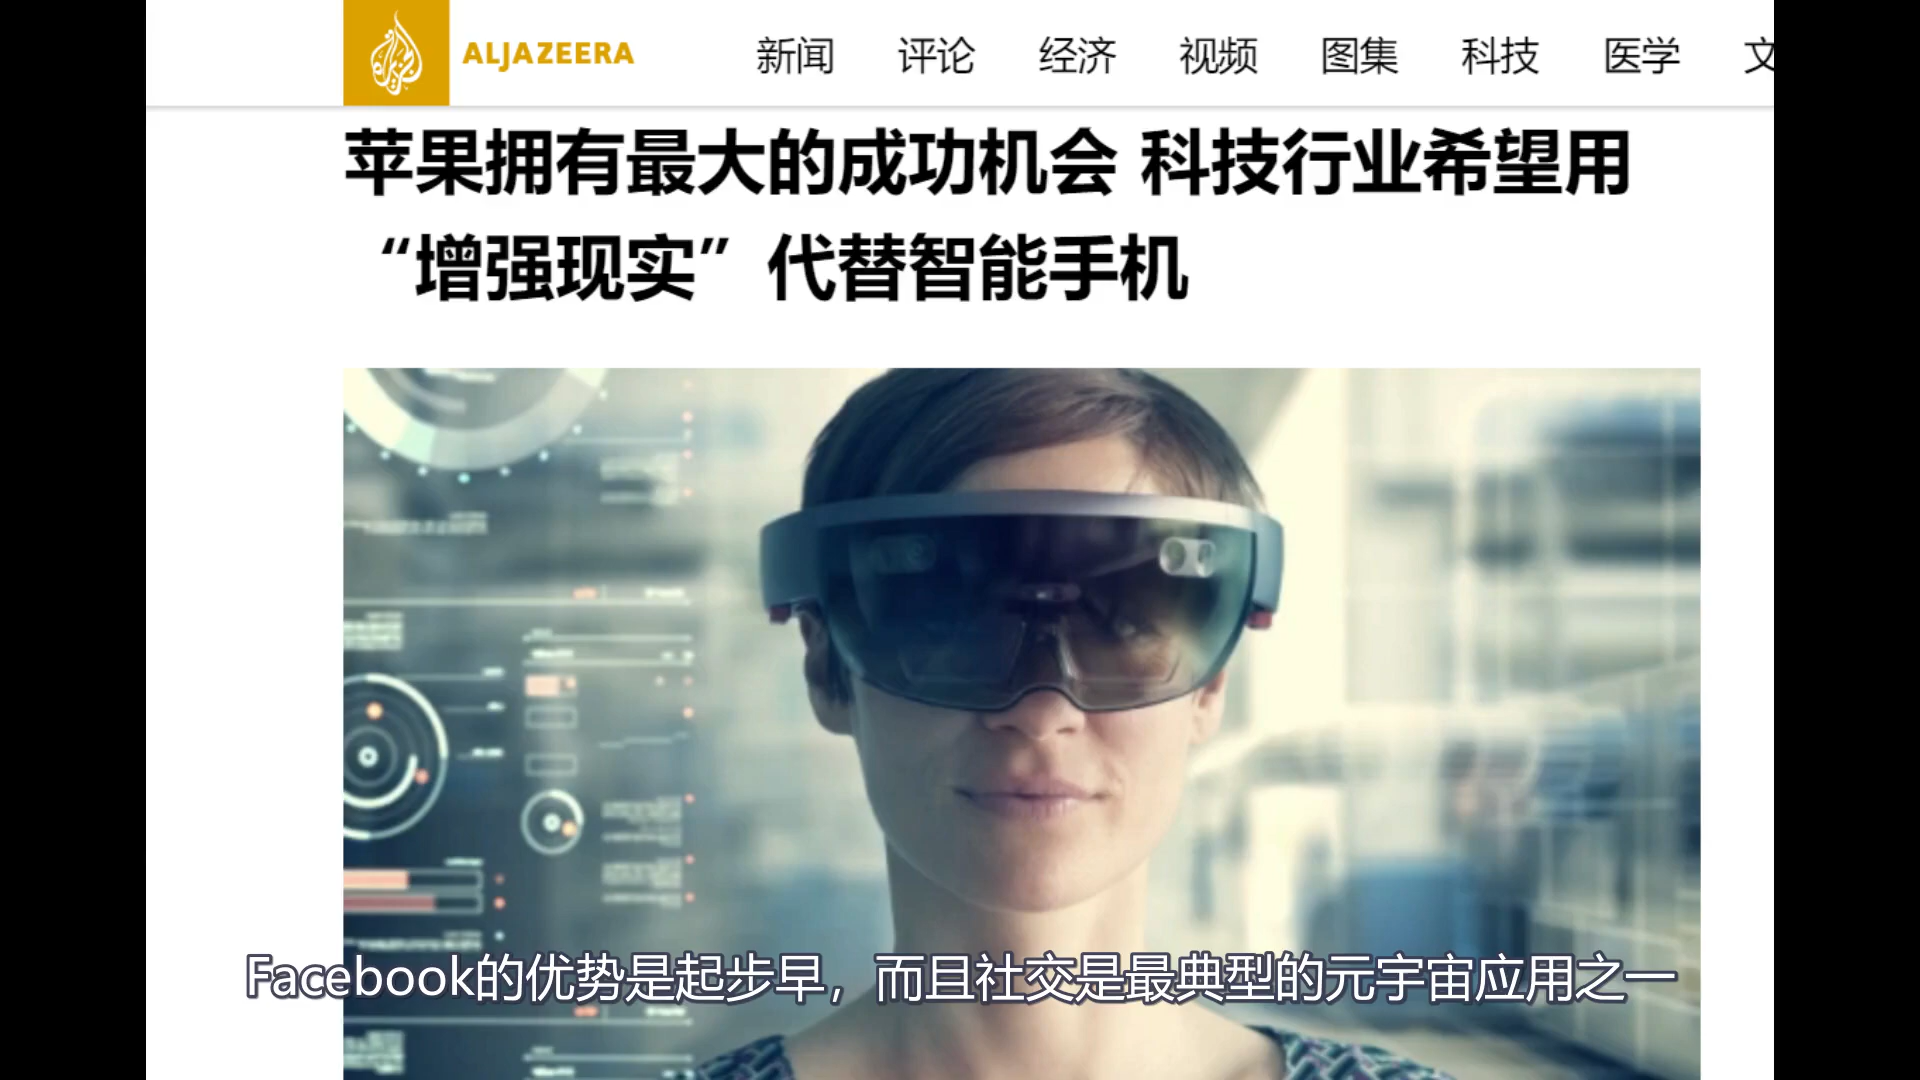 ALJAZEERA 新闻 评论 经济 视频 图集 科技 医学 文
苹果拥有最大的成功机会 科技行业希望用
“增强现实”代替智能手机
Facebook的优势是起步早，而且社交是最典型的元宇宙应用之一